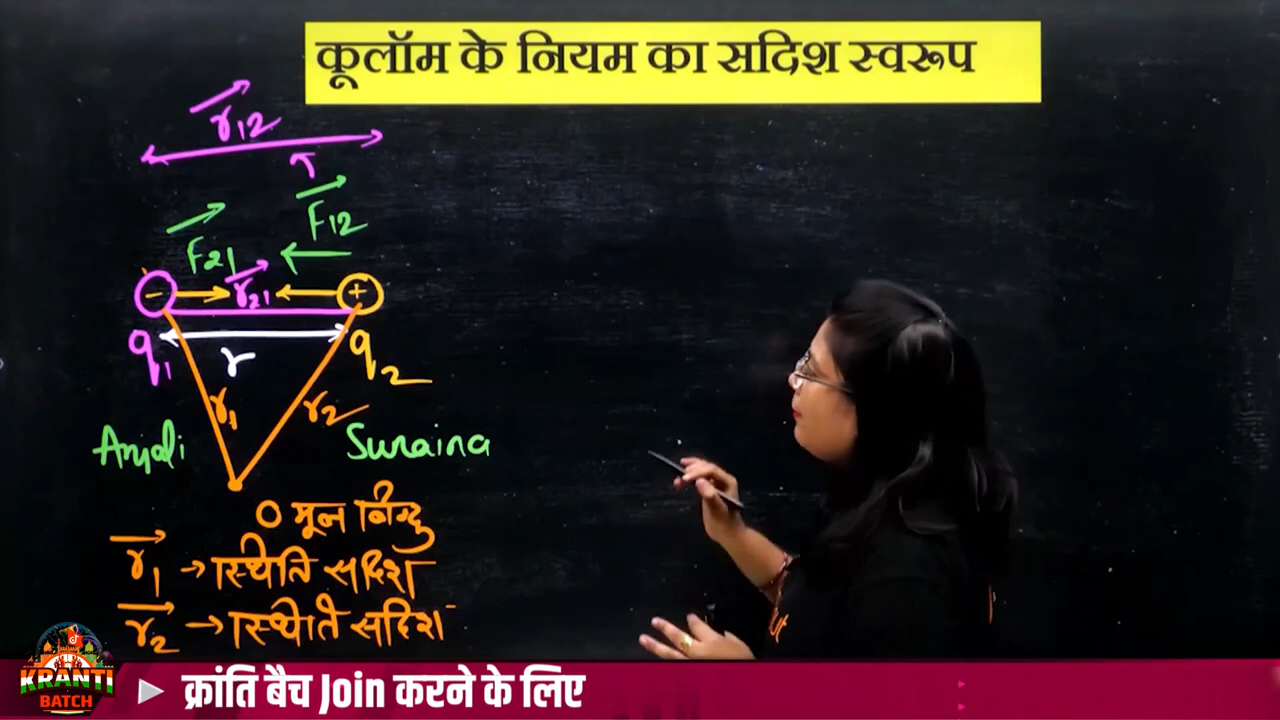 कूलॉम के नियम का सदिश स्वरूप
r12
r
F12
F21
r21
- +
q1 r q2
r1 r2
Anjali Suraina
O मूल बिन्दु
r1 → स्थिति सदिश
r2 → स्थिति सदिश
KRANTI
BATCH
क्रांति बैच Join करने के लिए